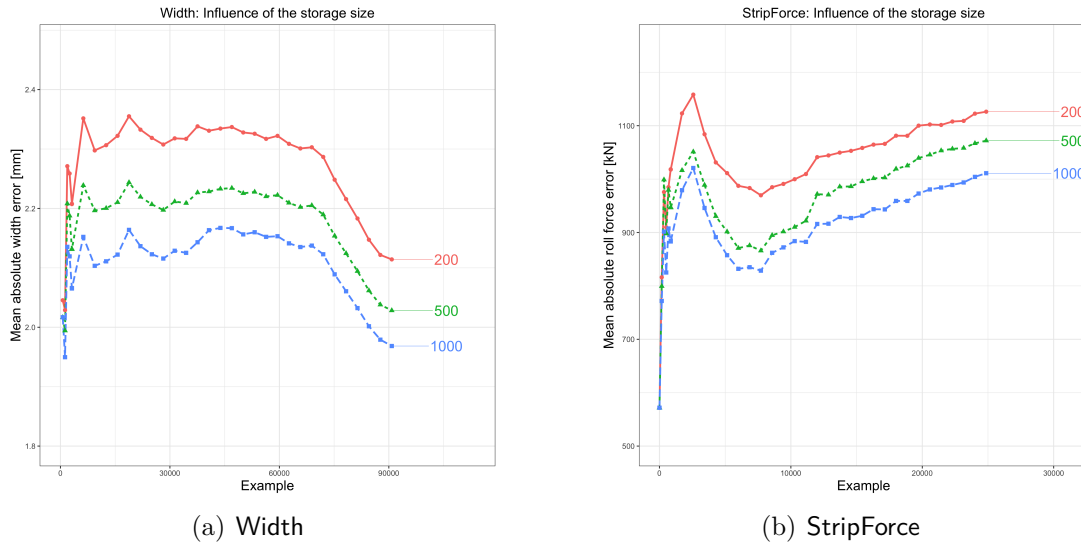 Width: Influence of the storage size
Mean absolute width error [mm]
2.4
2.2
2.0
1.8
200
500
1000
0
30000
60000
90000
Example
(a) Width
StripForce: Influence of the storage size
Mean absolute roll force error [kN]
1100
900
700
500
200
500
1000
0
10000
20000
30000
Example
(b) StripForce